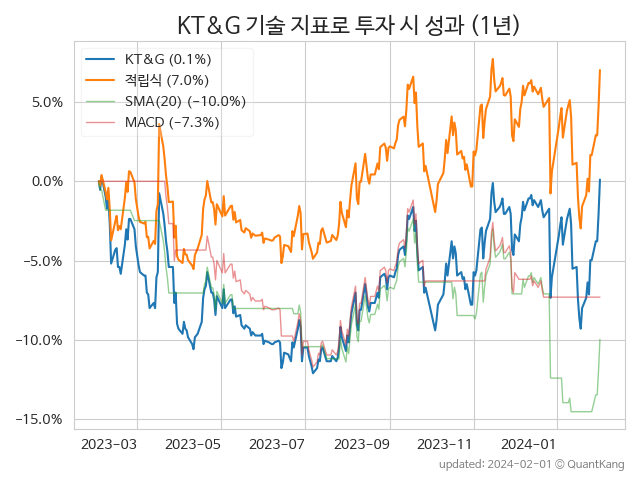 KT&G 기술 지표로 투자 시 성과 (1년)
KT&G (0.1%)
적립식 (7.0%)
SMA(20) (−10.0%)
MACD (−7.3%)
5.0%
0.0%
−5.0%
−10.0%
−15.0%
2023-03 2023-05 2023-07 2023-09 2023-11 2024-01
updated: 2024-02-01 © QuantKang